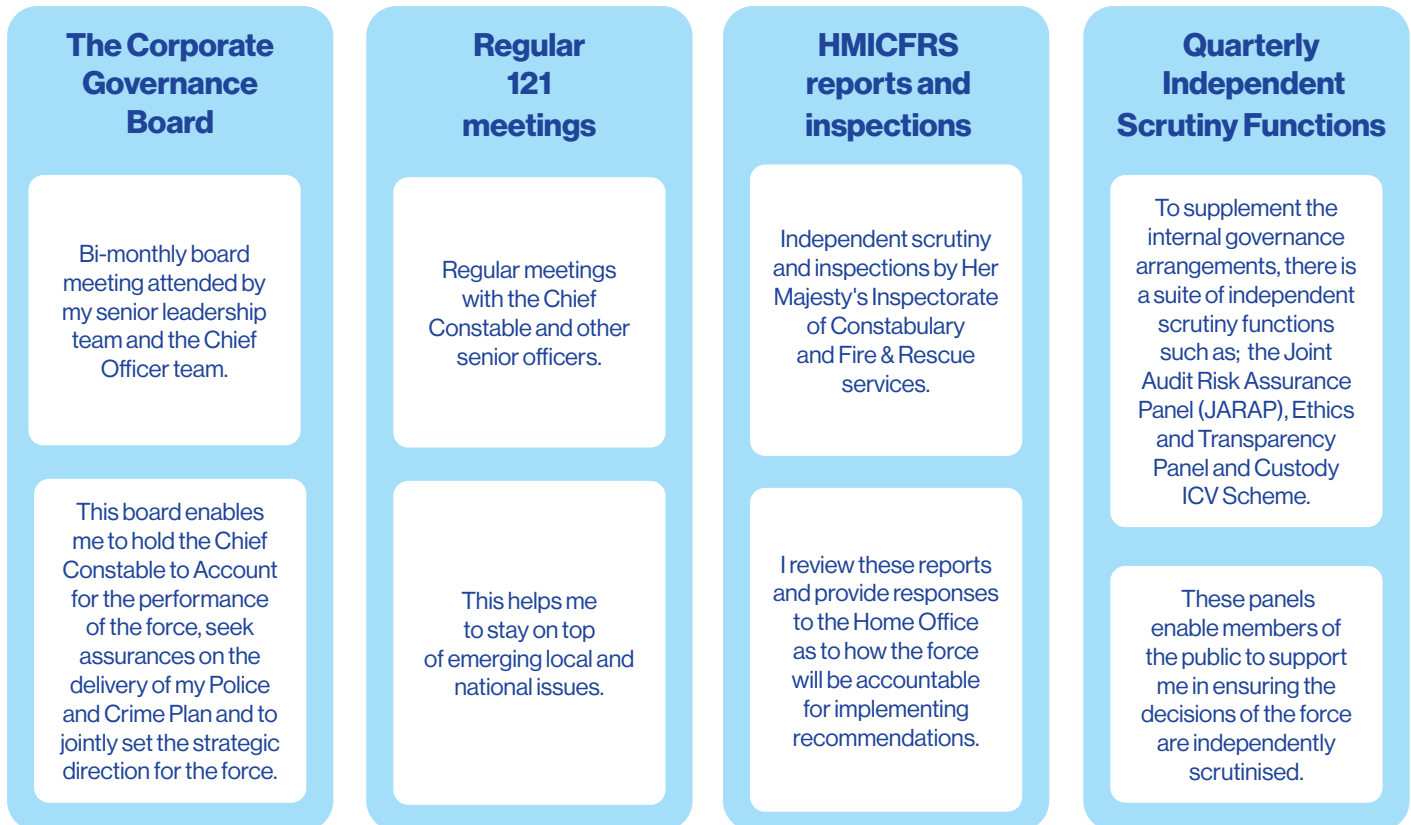 The Corporate
Governance
Board
Bi-monthly board
meeting attended by
my senior leadership
team and the Chief
Officer team.
This board enables
me to hold the Chief
Constable to Account
for the performance
of the force, seek
assurances on the
delivery of my Police
and Crime Plan and to
jointly set the strategic
direction for the force.
Regular
121
meetings
Regular meetings
with the Chief
Constable and other
senior officers.
This helps me
to stay on top
of emerging local and
national issues.
HMICFRS
reports and
inspections
Independent scrutiny
and inspections by Her
Majesty's Inspectorate
of Constabulary
and Fire & Rescue
services.
I review these reports
and provide responses
to the Home Office
as to how the force
will be accountable
for implementing
recommendations.
Quarterly
Independent
Scrutiny Functions
To supplement the
internal governance
arrangements, there is
a suite of independent
scrutiny functions
such as;  the Joint
Audit Risk Assurance
Panel (JARAP), Ethics
and Transparency
Panel and Custody
ICV Scheme.
These panels
enable members of
the public to support
me in ensuring the
decisions of the force
are independently
scrutinised.